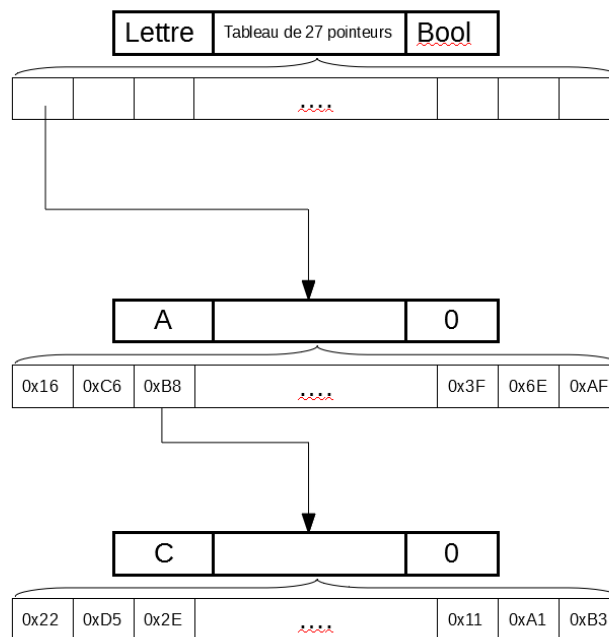 Lettre Tableau de 27 pointeurs Bool
....
A 0
0x16 0xC6 0xB8 .... 0x3F 0x6E 0xAF
C 0
0x22 0xD5 0x2E .... 0x11 0xA1 0xB3